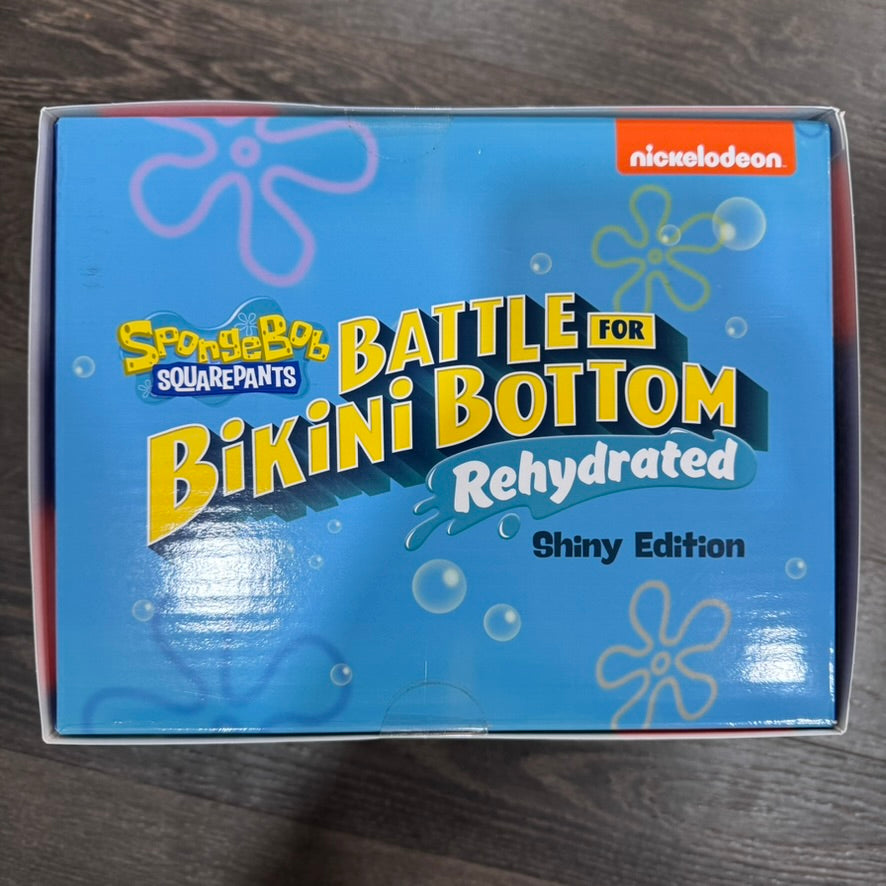 nickelodeon
SpongeBob
SQUAREPANTS
BATTLE FOR
BiKiNi BOTTOM
Rehydrated
Shiny Edition